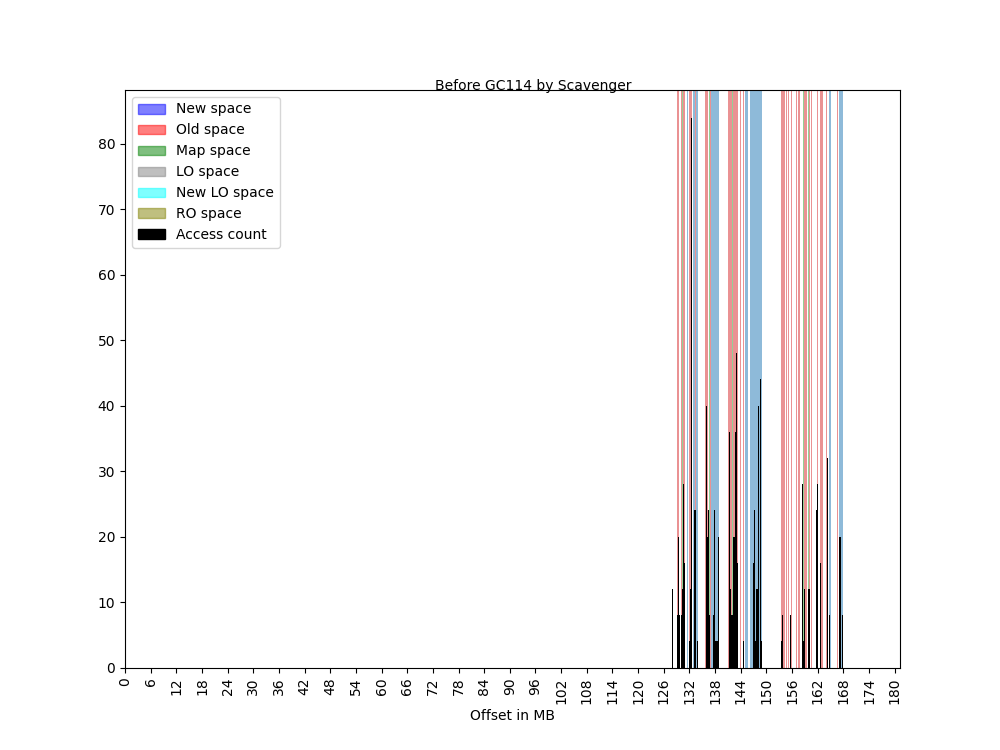 Before GC114 by Scavenger
New space
Old space
Map space
LO space
New LO space
RO space
Access count
80
70
60
50
40
30
20
10
0
0 6 12 18 24 30 36 42 48 54 60 66 72 78 84 90 96 102 108 114 120 126 132 138 144 150 156 162 168 174 180
Offset in MB